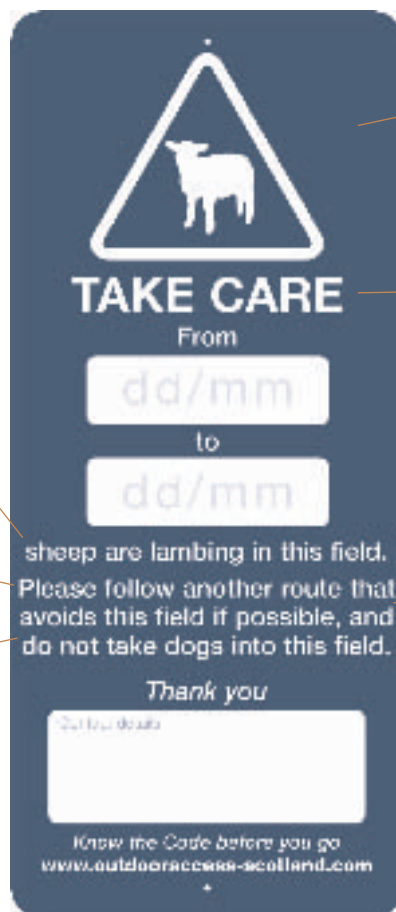 TAKE CARE
From
dd/mm
to
dd/mm
sheep are lambing in this field.
Please follow another route that
avoids this field if possible, and
do not take dogs into this field.
Thank you
Contact details
Know the Code before you go
www.outdooraccess-scotland.com